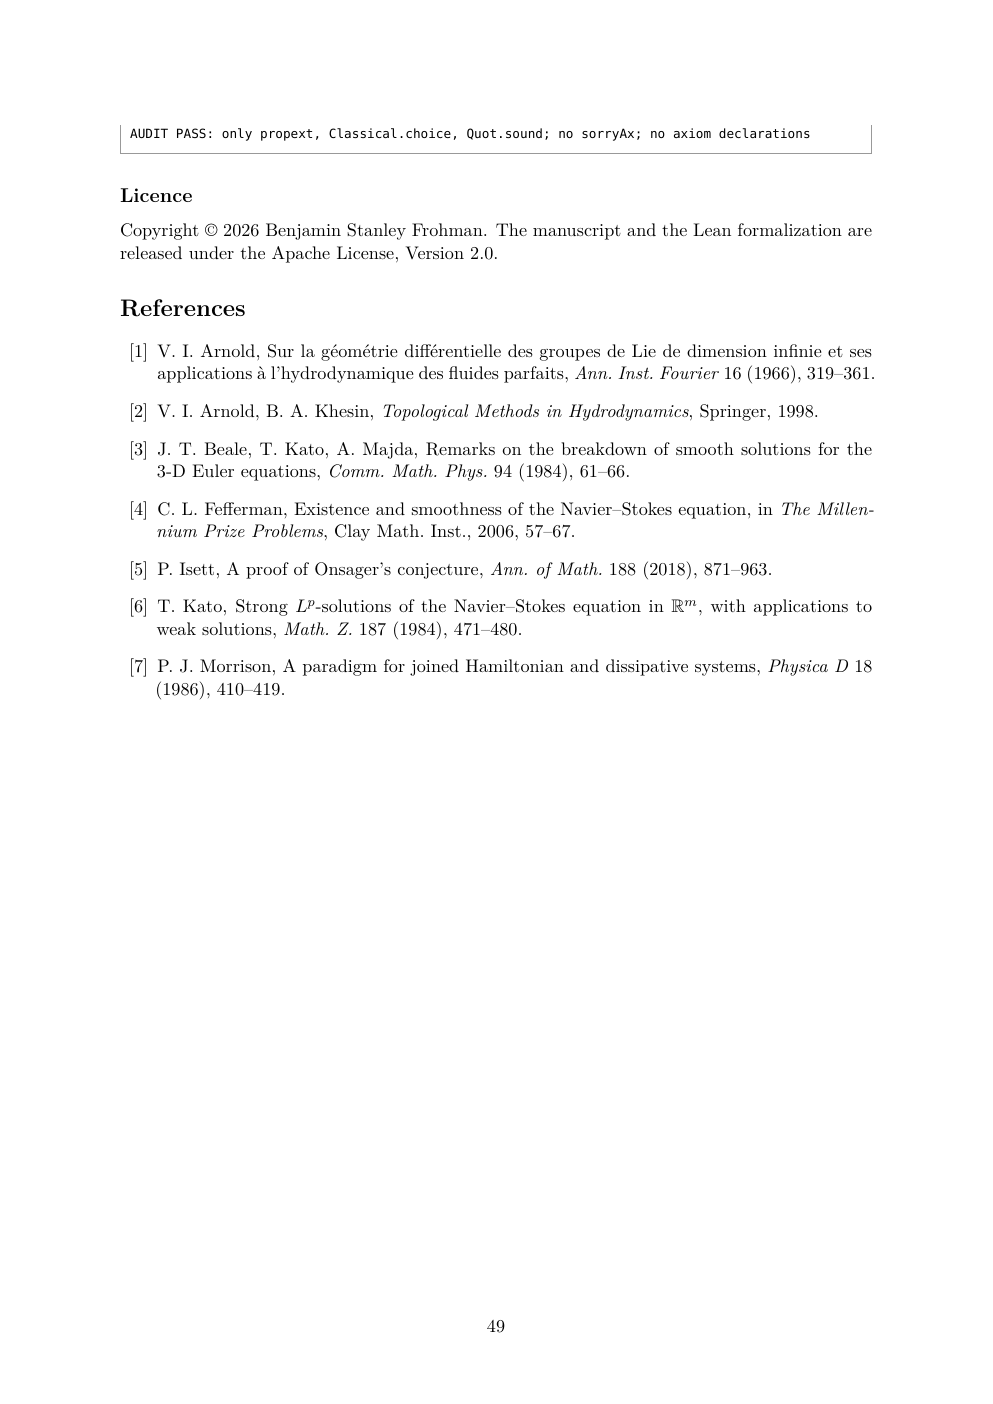 AUDIT PASS: only propext, Classical.choice, Quot.sound; no sorryAx; no axiom declarations
Licence
Copyright © 2026 Benjamin Stanley Frohman. The manuscript and the Lean formalization are
released under the Apache License, Version 2.0.
References
[1] V. I. Arnold, Sur la géométrie différentielle des groupes de Lie de dimension infinie et ses
applications à l'hydrodynamique des fluides parfaits, Ann. Inst. Fourier 16 (1966), 319–361.
[2] V. I. Arnold, B. A. Khesin, Topological Methods in Hydrodynamics, Springer, 1998.
[3] J. T. Beale, T. Kato, A. Majda, Remarks on the breakdown of smooth solutions for the
3-D Euler equations, Comm. Math. Phys. 94 (1984), 61–66.
[4] C. L. Fefferman, Existence and smoothness of the Navier–Stokes equation, in The Millen-
nium Prize Problems, Clay Math. Inst., 2006, 57–67.
[5] P. Isett, A proof of Onsager's conjecture, Ann. of Math. 188 (2018), 871–963.
[6] T. Kato, Strong Lᵖ-solutions of the Navier–Stokes equation in ℝᵐ, with applications to
weak solutions, Math. Z. 187 (1984), 471–480.
[7] P. J. Morrison, A paradigm for joined Hamiltonian and dissipative systems, Physica D 18
(1986), 410–419.
49